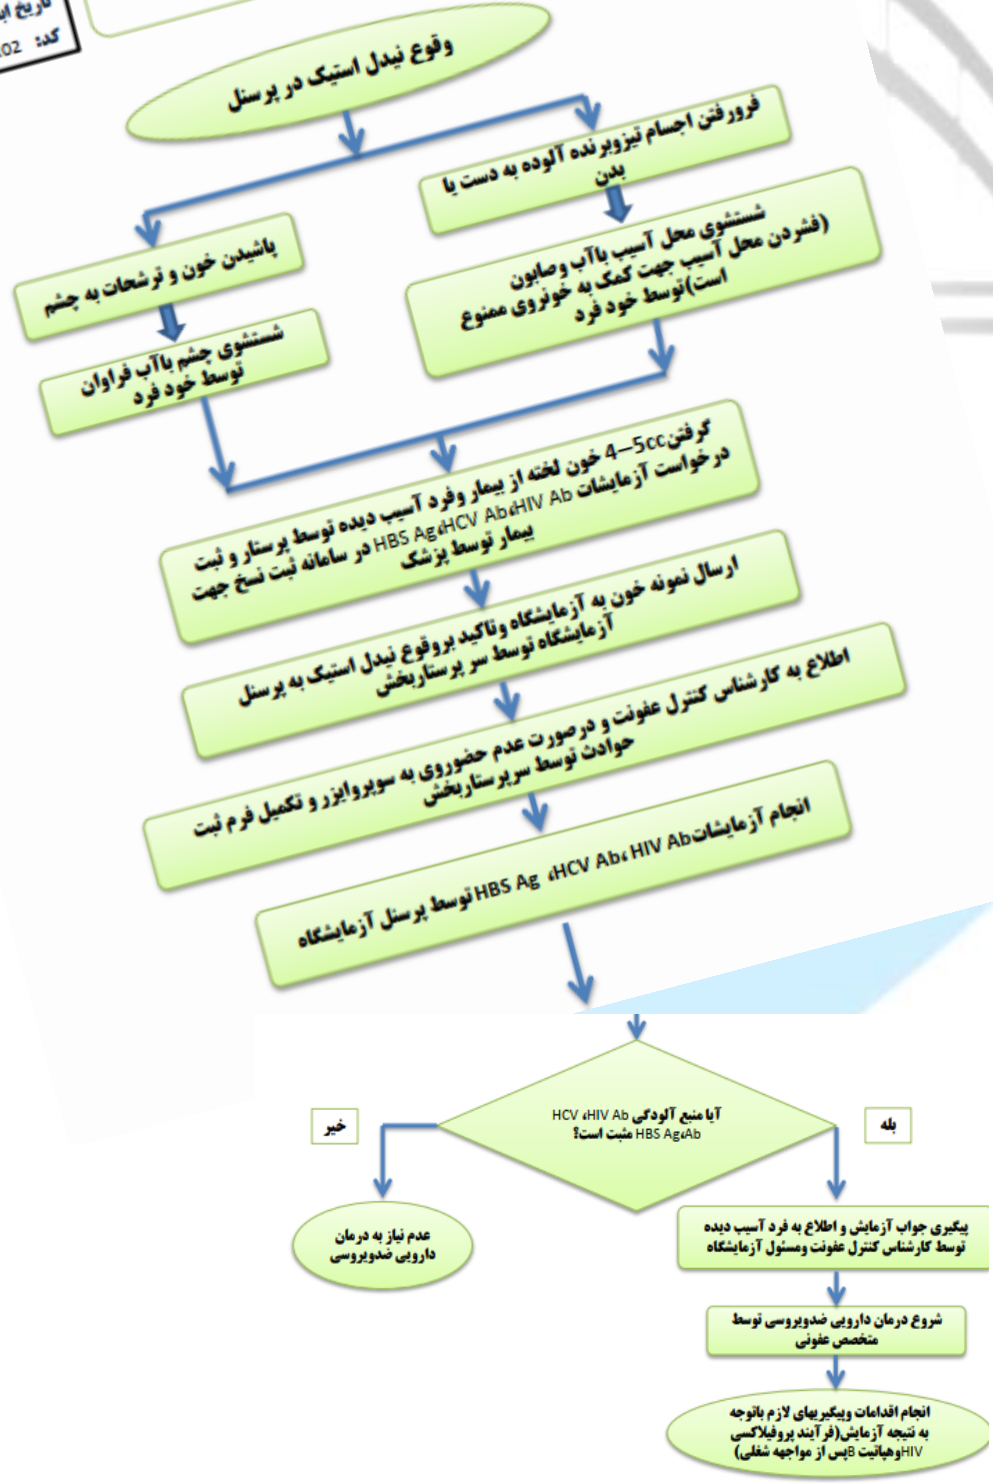 کد: 02
وقوع نیدل استیک در پرسنل
فرورفتن اجسام تیزوبرنده آلوده به دست یا
بدن
شستشوی محل آسیب باآب وصابون
(فشردن محل آسیب جهت کمک به خونروی ممنوع
است)توسط خود فرد
پاشیدن خون و ترشحات به چشم
شستشوی چشم باآب فراوان
توسط خود فرد
گرفتن4–5cc خون لخته از بیمار وفرد آسیب دیده توسط پرستار و ثبت
درخواست آزمایشات HBS Ag،HCV Ab،HIV Ab در سامانه ثبت نسخ جهت
بیمار توسط پزشک
ارسال نمونه خون به آزمایشگاه وتاکید بروقوع نیدل استیک به پرسنل
آزمایشگاه توسط سر پرستاربخش
اطلاع به کارشناس کنترل عفونت و درصورت عدم حضوروی به سوپروایزر و تکمیل فرم ثبت
حوادث توسط سرپرستاربخش
انجام آزمایشاتHBS Ag ،HCV Ab، HIV Ab توسط پرسنل آزمایشگاه
آیا منبع آلودگی HCV ،HIV Ab
HBS Ag،Ab مثبت است؟
بله
خیر
عدم نیاز به درمان
دارویی ضدویروسی
پیگیری جواب آزمایش و اطلاع به فرد آسیب دیده
توسط کارشناس کنترل عفونت ومسئول آزمایشگاه
شروع درمان دارویی ضدویروسی توسط
متخصص عفونی
انجام اقدامات وپیگیریهای لازم باتوجه
به نتیجه آزمایش(فرآیند پروفیلاکسی
HIVوهپاتیت Bپس از مواجهه شغلی)